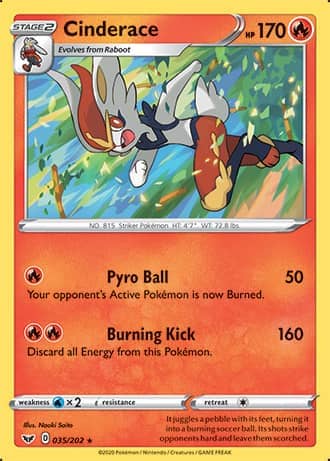 STAGE2 Cinderace HP 170
Evolves from Raboot
NO. 815 Striker Pokémon HT: 4'7" WT: 72.8 lbs.
Pyro Ball 50
Your opponent's Active Pokémon is now Burned.
Burning Kick 160
Discard all Energy from this Pokémon.
weakness ×2 resistance retreat
Illus. Naoki Saito
D 035/202 ★
It juggles a pebble with its feet, turning it
into a burning soccer ball. Its shots strike
opponents hard and leave them scorched.
©2020 Pokémon / Nintendo / Creatures / GAME FREAK